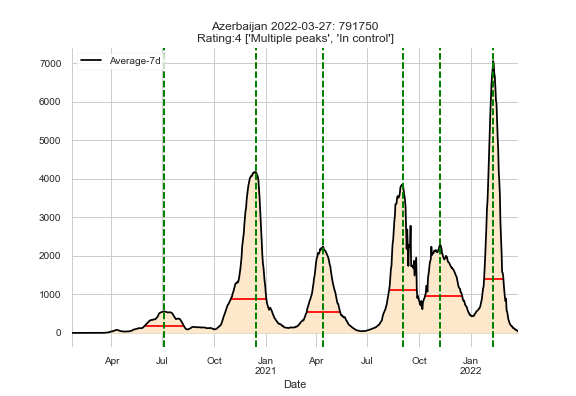 Azerbaijan 2022-03-27: 791750
Rating:4 ['Multiple peaks', 'In control']
Average-7d
7000
6000
5000
4000
3000
2000
1000
0
Apr Jul Oct Jan Apr Jul Oct Jan
2021 2022
Date